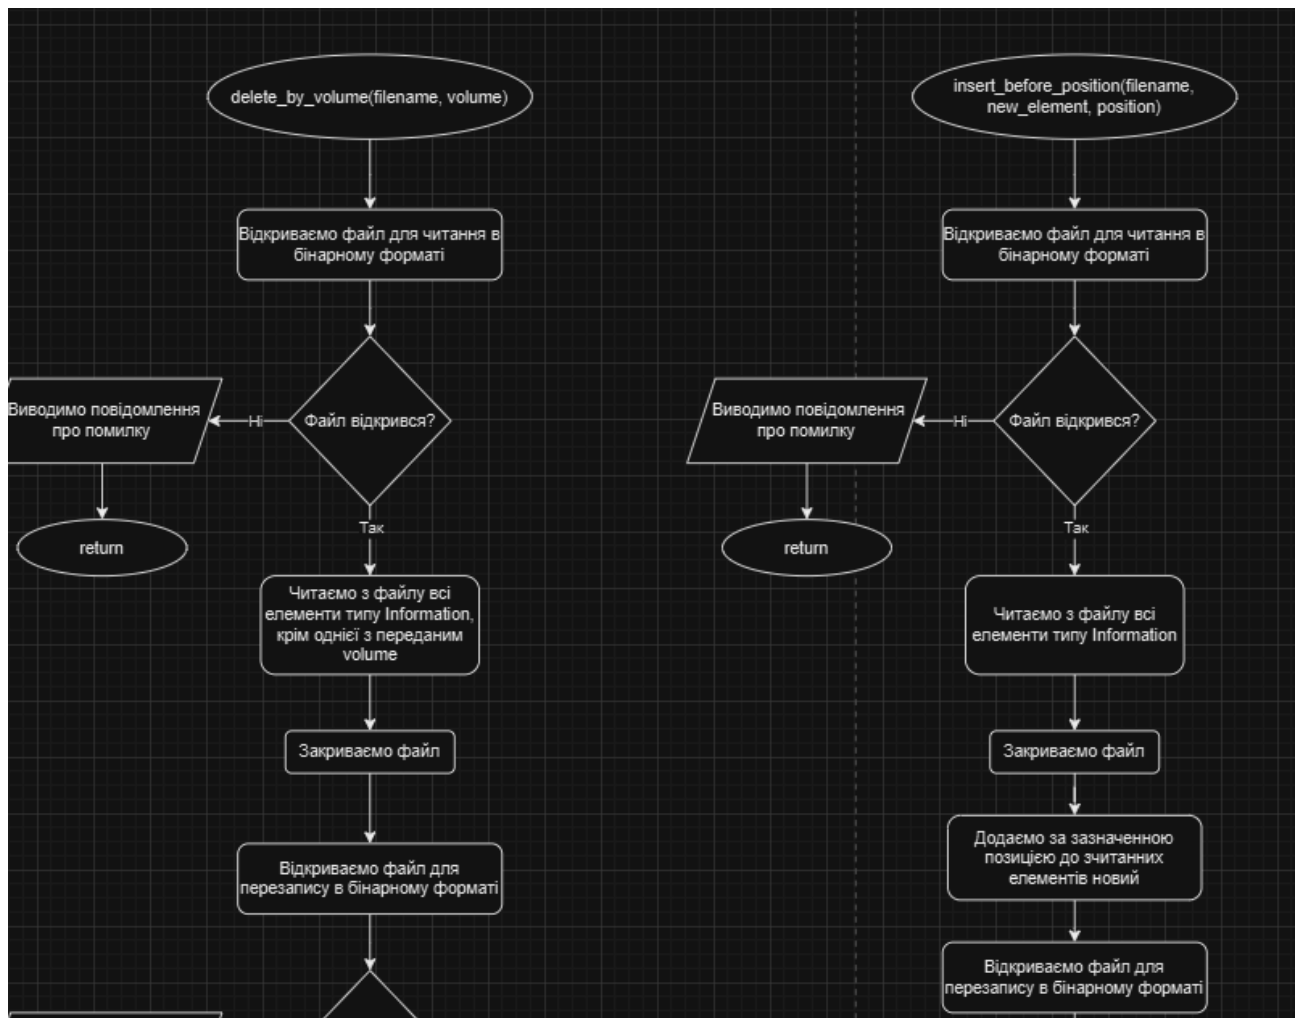 delete_by_volume(filename, volume)
Відкриваємо файл для читання в
бінарному форматі
Файл відкрився?
Ні
Виводимо повідомлення
про помилку
return
Так
Читаємо з файлу всі
елементи типу Information,
крім однієї з переданим
volume
Закриваємо файл
Відкриваємо файл для
перезапису в бінарному форматі
insert_before_position(filename,
new_element, position)
Відкриваємо файл для читання в
бінарному форматі
Файл відкрився?
Ні
Виводимо повідомлення
про помилку
return
Так
Читаємо з файлу всі
елементи типу Information
Закриваємо файл
Додаємо за зазначенною
позицією до зчитанних
елементів новий
Відкриваємо файл для
перезапису в бінарному форматі